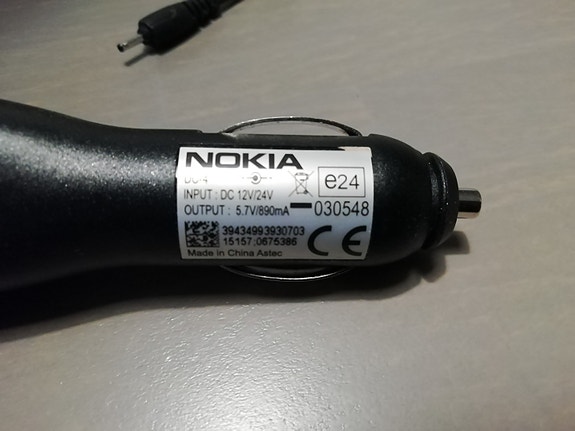 NOKIA
DC-4
INPUT : DC 12V/24V
OUTPUT : 5.7V/890mA
e24
030548
39434993930703
15157;0675386
Made in China Astec
CE